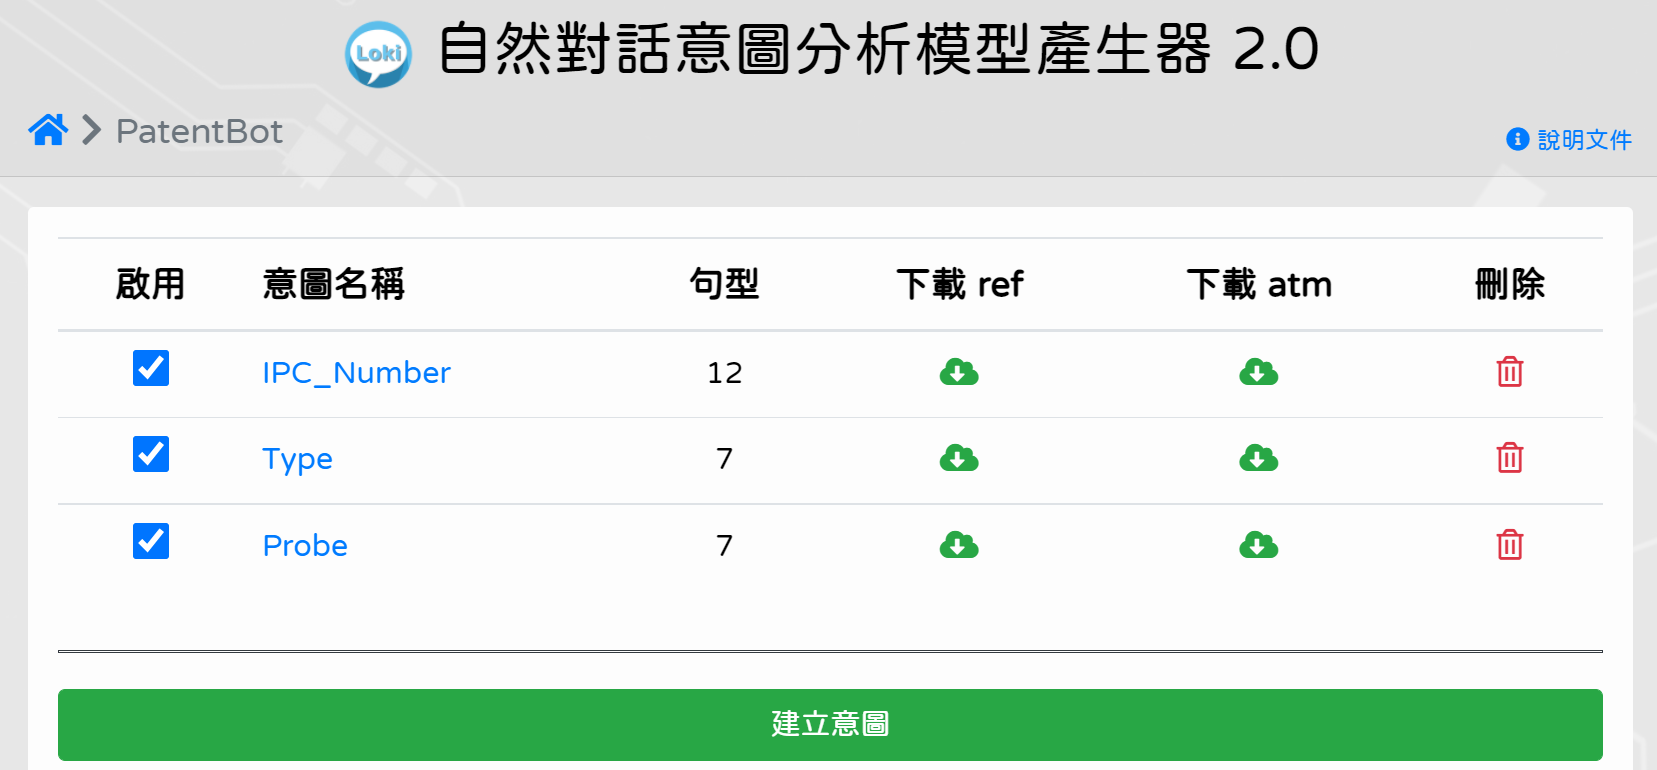 Loki 自然對話意圖分析模型產生器 2.0
PatentBot
說明文件
啟用 意圖名稱 句型 下載 ref 下載 atm 刪除
IPC_Number 12
Type 7
Probe 7
建立意圖